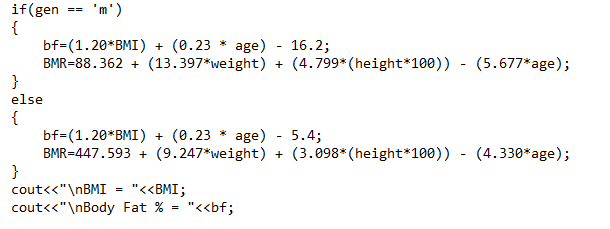 if(gen == 'm')
{
    bf=(1.20*BMI) + (0.23 * age) - 16.2;
    BMR=88.362 + (13.397*weight) + (4.799*(height*100)) - (5.677*age);
}
else
{
    bf=(1.20*BMI) + (0.23 * age) - 5.4;
    BMR=447.593 + (9.247*weight) + (3.098*(height*100)) - (4.330*age);
}
cout<<"\nBMI = "<<BMI;
cout<<"\nBody Fat % = "<<bf;